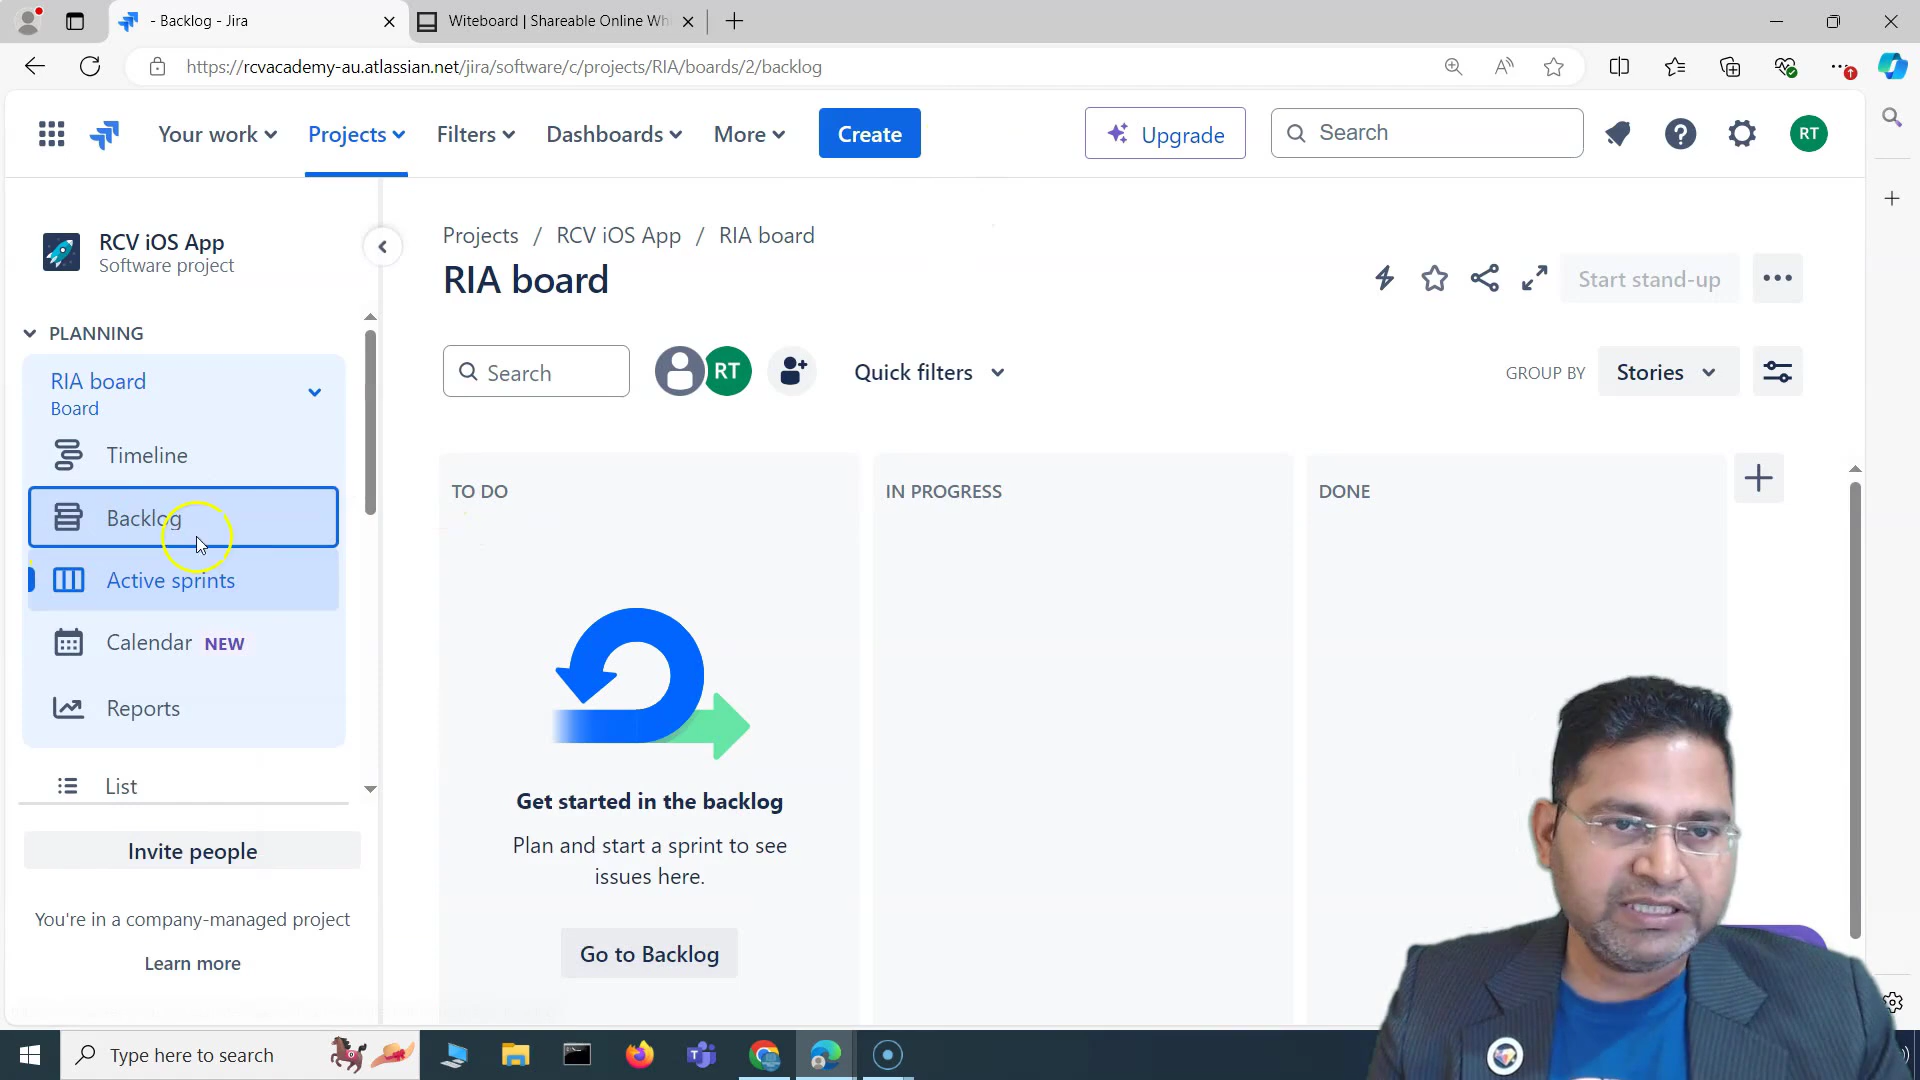 - Backlog - Jira
Witeboard | Shareable Online Wh
https://rcvacademy-au.atlassian.net/jira/software/c/projects/RIA/boards/2/backlog
Your work
Projects
Filters
Dashboards
More
Create
Upgrade
Search
RT
RCV iOS App
Software project
Projects / RCV iOS App / RIA board
RIA board
Start stand-up
PLANNING
RIA board
Board
Search
RT
Quick filters
GROUP BY
Stories
Timeline
Backlog
Active sprints
Calendar NEW
Reports
List
TO DO
IN PROGRESS
DONE
Get started in the backlog
Plan and start a sprint to see
issues here.
Go to Backlog
Invite people
You're in a company-managed project
Learn more
Type here to search